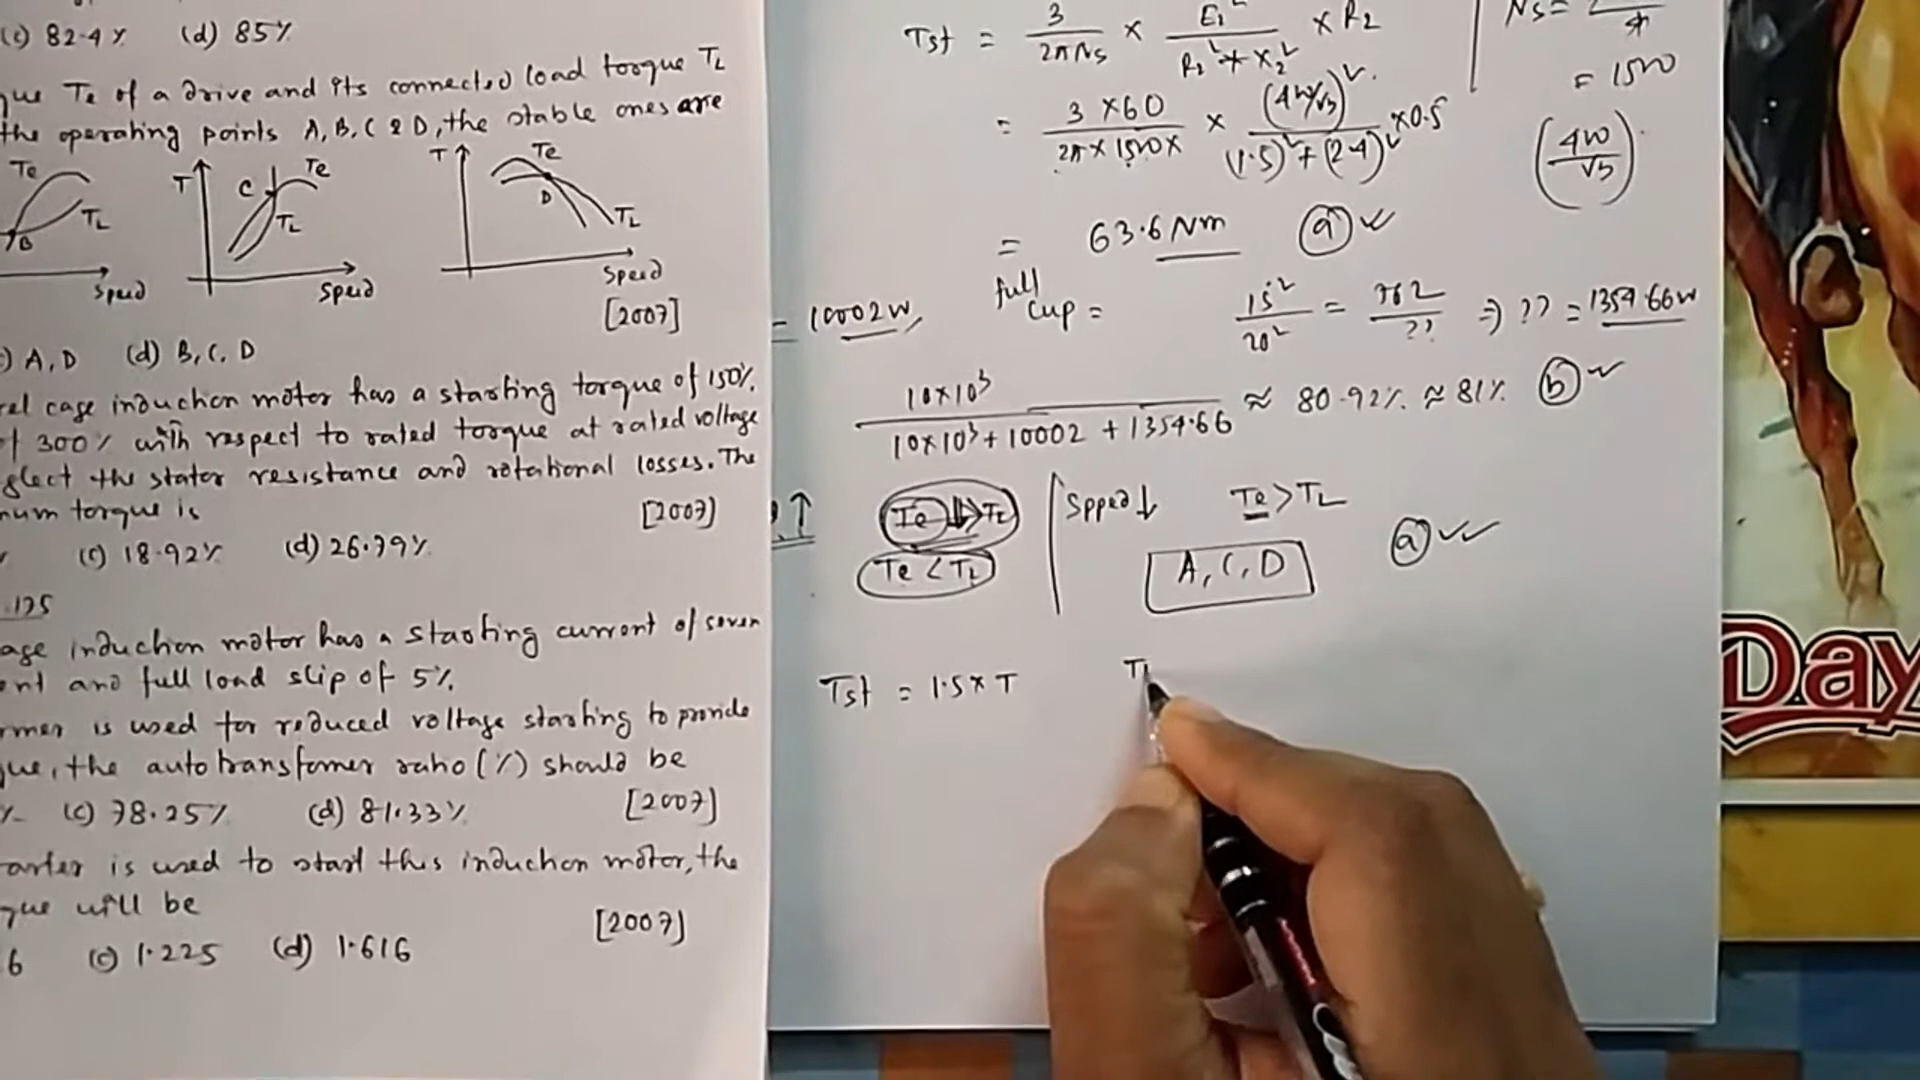 (c) 82.4% (d) 85%
que Te of a drive and its connected load torque TL
the operating points A, B, C & D, the stable ones are
Te
TL
B
Speed
T
C
Te
TL
Speed
T
Te
D
TL
Speed
[2007]
) A, D (d) B, C, D
rel cage induction motor has a starting torque of 150%
of 300% with respect to rated torque at rated voltage
glect the stator resistance and rotational losses. The
num torque is [2007]
(c) 18.92% (d) 26.79%
.175
age induction motor has a starting current of seven
ent and full load slip of 5%.
rmer is used for reduced voltage starting to provide
que, the autotransformer ratio (%) should be
% (c) 78.25% (d) 81.33% [2007]
arter is used to start this induction motor, the
que will be [2007]
6 (c) 1.225 (d) 1.616
Tst = 3/2πNs × E1²/R2²+X2² × R2
Ns =
= 1500
= 3×60/2π×1500× × (400/√3)²/(1.5)²+(2.4)² ×0.5
(400/√3)
= 63.6 Nm (a) ✓
= 10002W,
full cup = 15²/20² = 762/?? ⇒ ?? = 1354.66W
10×10³/10×10³+10002+1354.66 ≈ 80.92% ≈ 81% (b) ✓
↑ Te > TL Spped↓ Te > TL
Te < TL A, C, D (a) ✓✓
Tst = 1.5×T T
Day